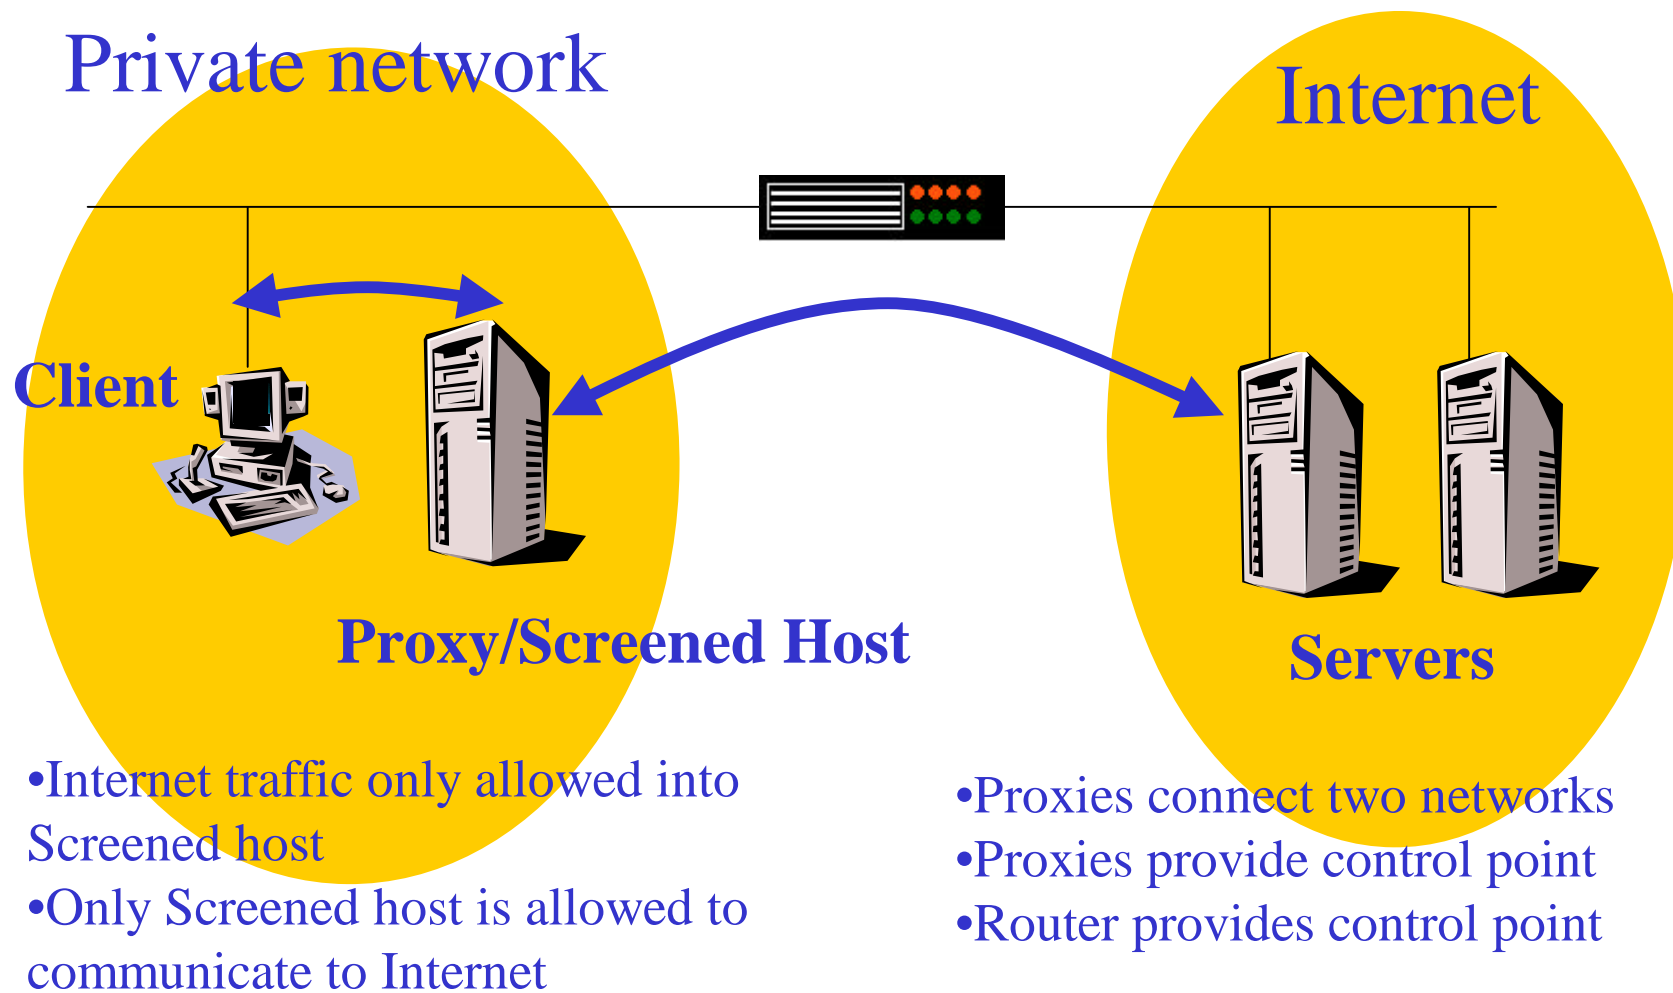 Private network
Internet
Client
Proxy/Screened Host
Servers
•Internet traffic only allowed into
Screened host
•Only Screened host is allowed to
communicate to Internet
•Proxies connect two networks
•Proxies provide control point
•Router provides control point